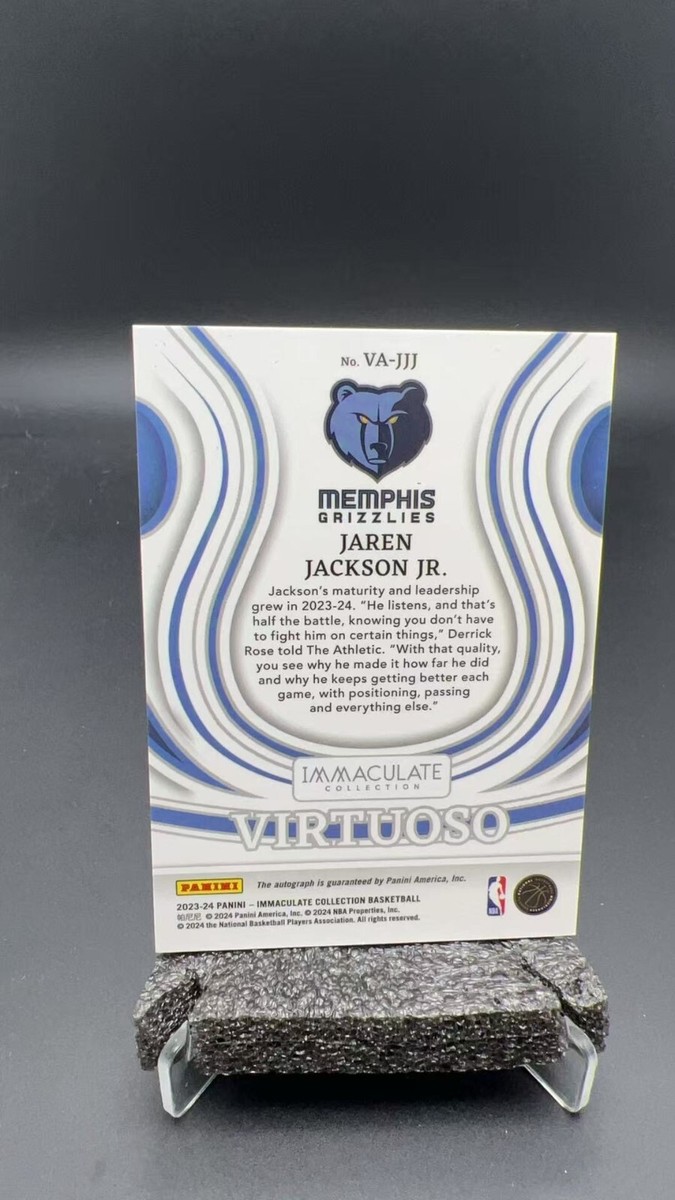 No. VA-JJJ
MEMPHIS
GRIZZLIES
JAREN
JACKSON JR.
Jackson's maturity and leadership
grew in 2023-24. "He listens, and that's
half the battle, knowing you don't have
to fight him on certain things," Derrick
Rose told The Athletic. "With that quality,
you see why he made it how far he did
and why he keeps getting better each
game, with positioning, passing
and everything else."
IMMACULATE
COLLECTION
VIRTUOSO
PANINI The autograph is guaranteed by Panini America, Inc.
2023-24 PANINI – IMMACULATE COLLECTION BASKETBALL
帕尼尼 © 2024 Panini America, Inc. © 2024 NBA Properties, Inc.
© 2024 the National Basketball Players Association. All rights reserved.
NBA